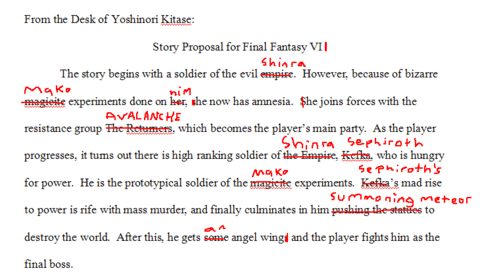 From the Desk of Yoshinori Kitase:
Story Proposal for Final Fantasy VII
Shinra
The story begins with a soldier of the evil empire. However, because of bizarre
Mako him
magicite experiments done on her, she now has amnesia. She joins forces with the
AVALANCHE
resistance group The Returners, which becomes the player's main party. As the player
Shinra Sephiroth
progresses, it turns out there is high ranking soldier of the Empire, Kefka, who is hungry
Mako Sephiroth's
for power. He is the prototypical soldier of the magicite experiments. Kefka's mad rise
summoning meteor
to power is rife with mass murder, and finally culminates in him pushing the statues to
an
destroy the world. After this, he gets some angel wings and the player fights him as the
final boss.